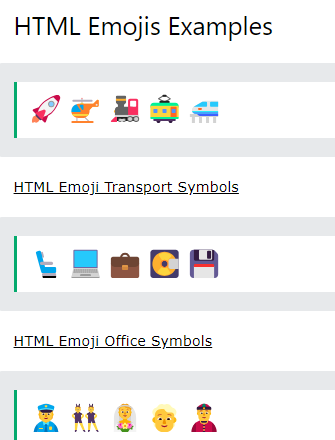 HTML Emojis Examples
HTML Emoji Transport Symbols
HTML Emoji Office Symbols